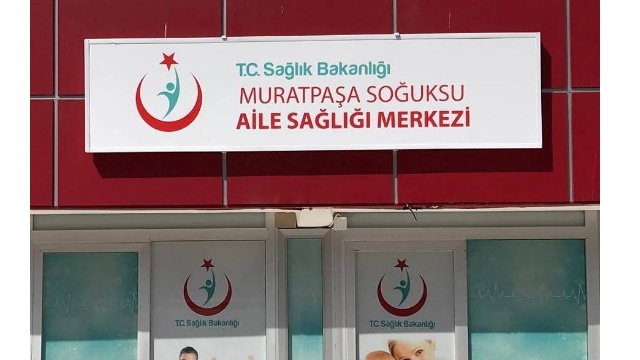 T.C. Sağlık Bakanlığı
MURATPAŞA SOĞUKSU
AİLE SAĞLIĞI MERKEZİ
T.C. Sağlık Bakanlığı
T.C. Sağlık Bakanlığı